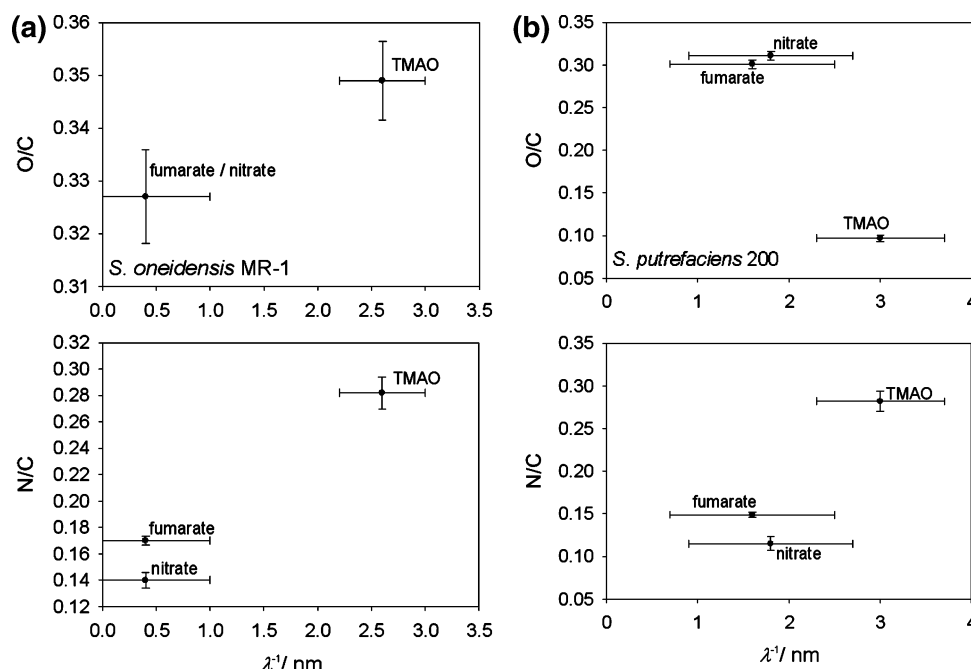 (a)
0.36
0.35
0.34
0.33
0.32
0.31
O/C
TMAO
fumarate / nitrate
S. oneidensis MR-1
0.0 0.5 1.0 1.5 2.0 2.5 3.0 3.5
(b)
0.35
0.30
0.25
0.20
0.15
0.10
0.05
O/C
nitrate
fumarate
TMAO
S. putrefaciens 200
0 1 2 3 4
0.32
0.30
0.28
0.26
0.24
0.22
0.20
0.18
0.16
0.14
0.12
N/C
TMAO
fumarate
nitrate
0.0 0.5 1.0 1.5 2.0 2.5 3.0 3.5
λ⁻¹/ nm
0.35
0.30
0.25
0.20
0.15
0.10
0.05
N/C
TMAO
fumarate
nitrate
0 1 2 3 4
λ⁻¹/ nm